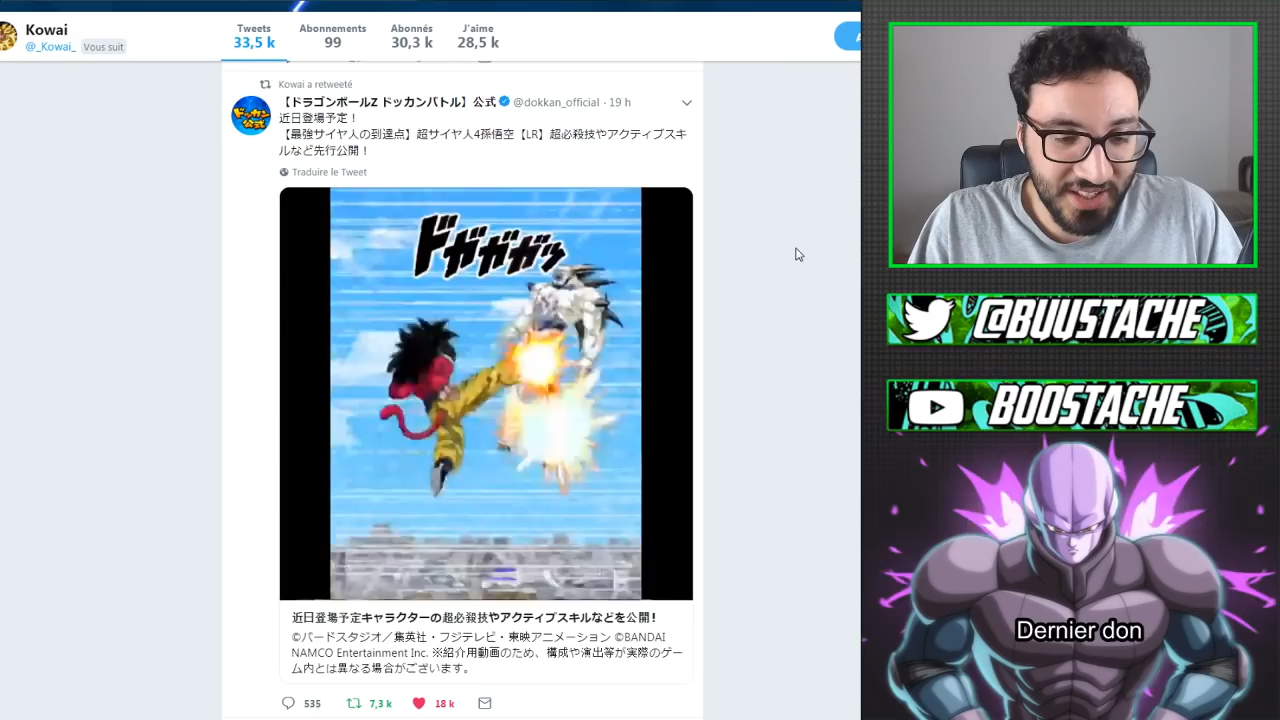 Kowai
@_Kowai_ Vous suit
Tweets
33,5 k
Abonnements
99
Abonnés
30,3 k
J'aime
28,5 k
Kowai a retweeté
【ドラゴンボールZ ドッカンバトル】公式 @dokkan_official · 19 h
近日登場予定！
【最強サイヤ人の到達点】超サイヤ人4孫悟空【LR】超必殺技やアクティブスキ
ルなど先行公開！
Traduire le Tweet
ドッカン
公式
ドガガガッ
近日登場予定キャラクターの超必殺技やアクティブスキルなどを公開！
©バードスタジオ／集英社・フジテレビ・東映アニメーション ©BANDAI
NAMCO Entertainment Inc. ※紹介用動画のため、構成や演出等が実際のゲー
ム内とは異なる場合がございます。
535
7,3 k
18 k
@BUUSTACHE
BOOSTACHE
Dernier don